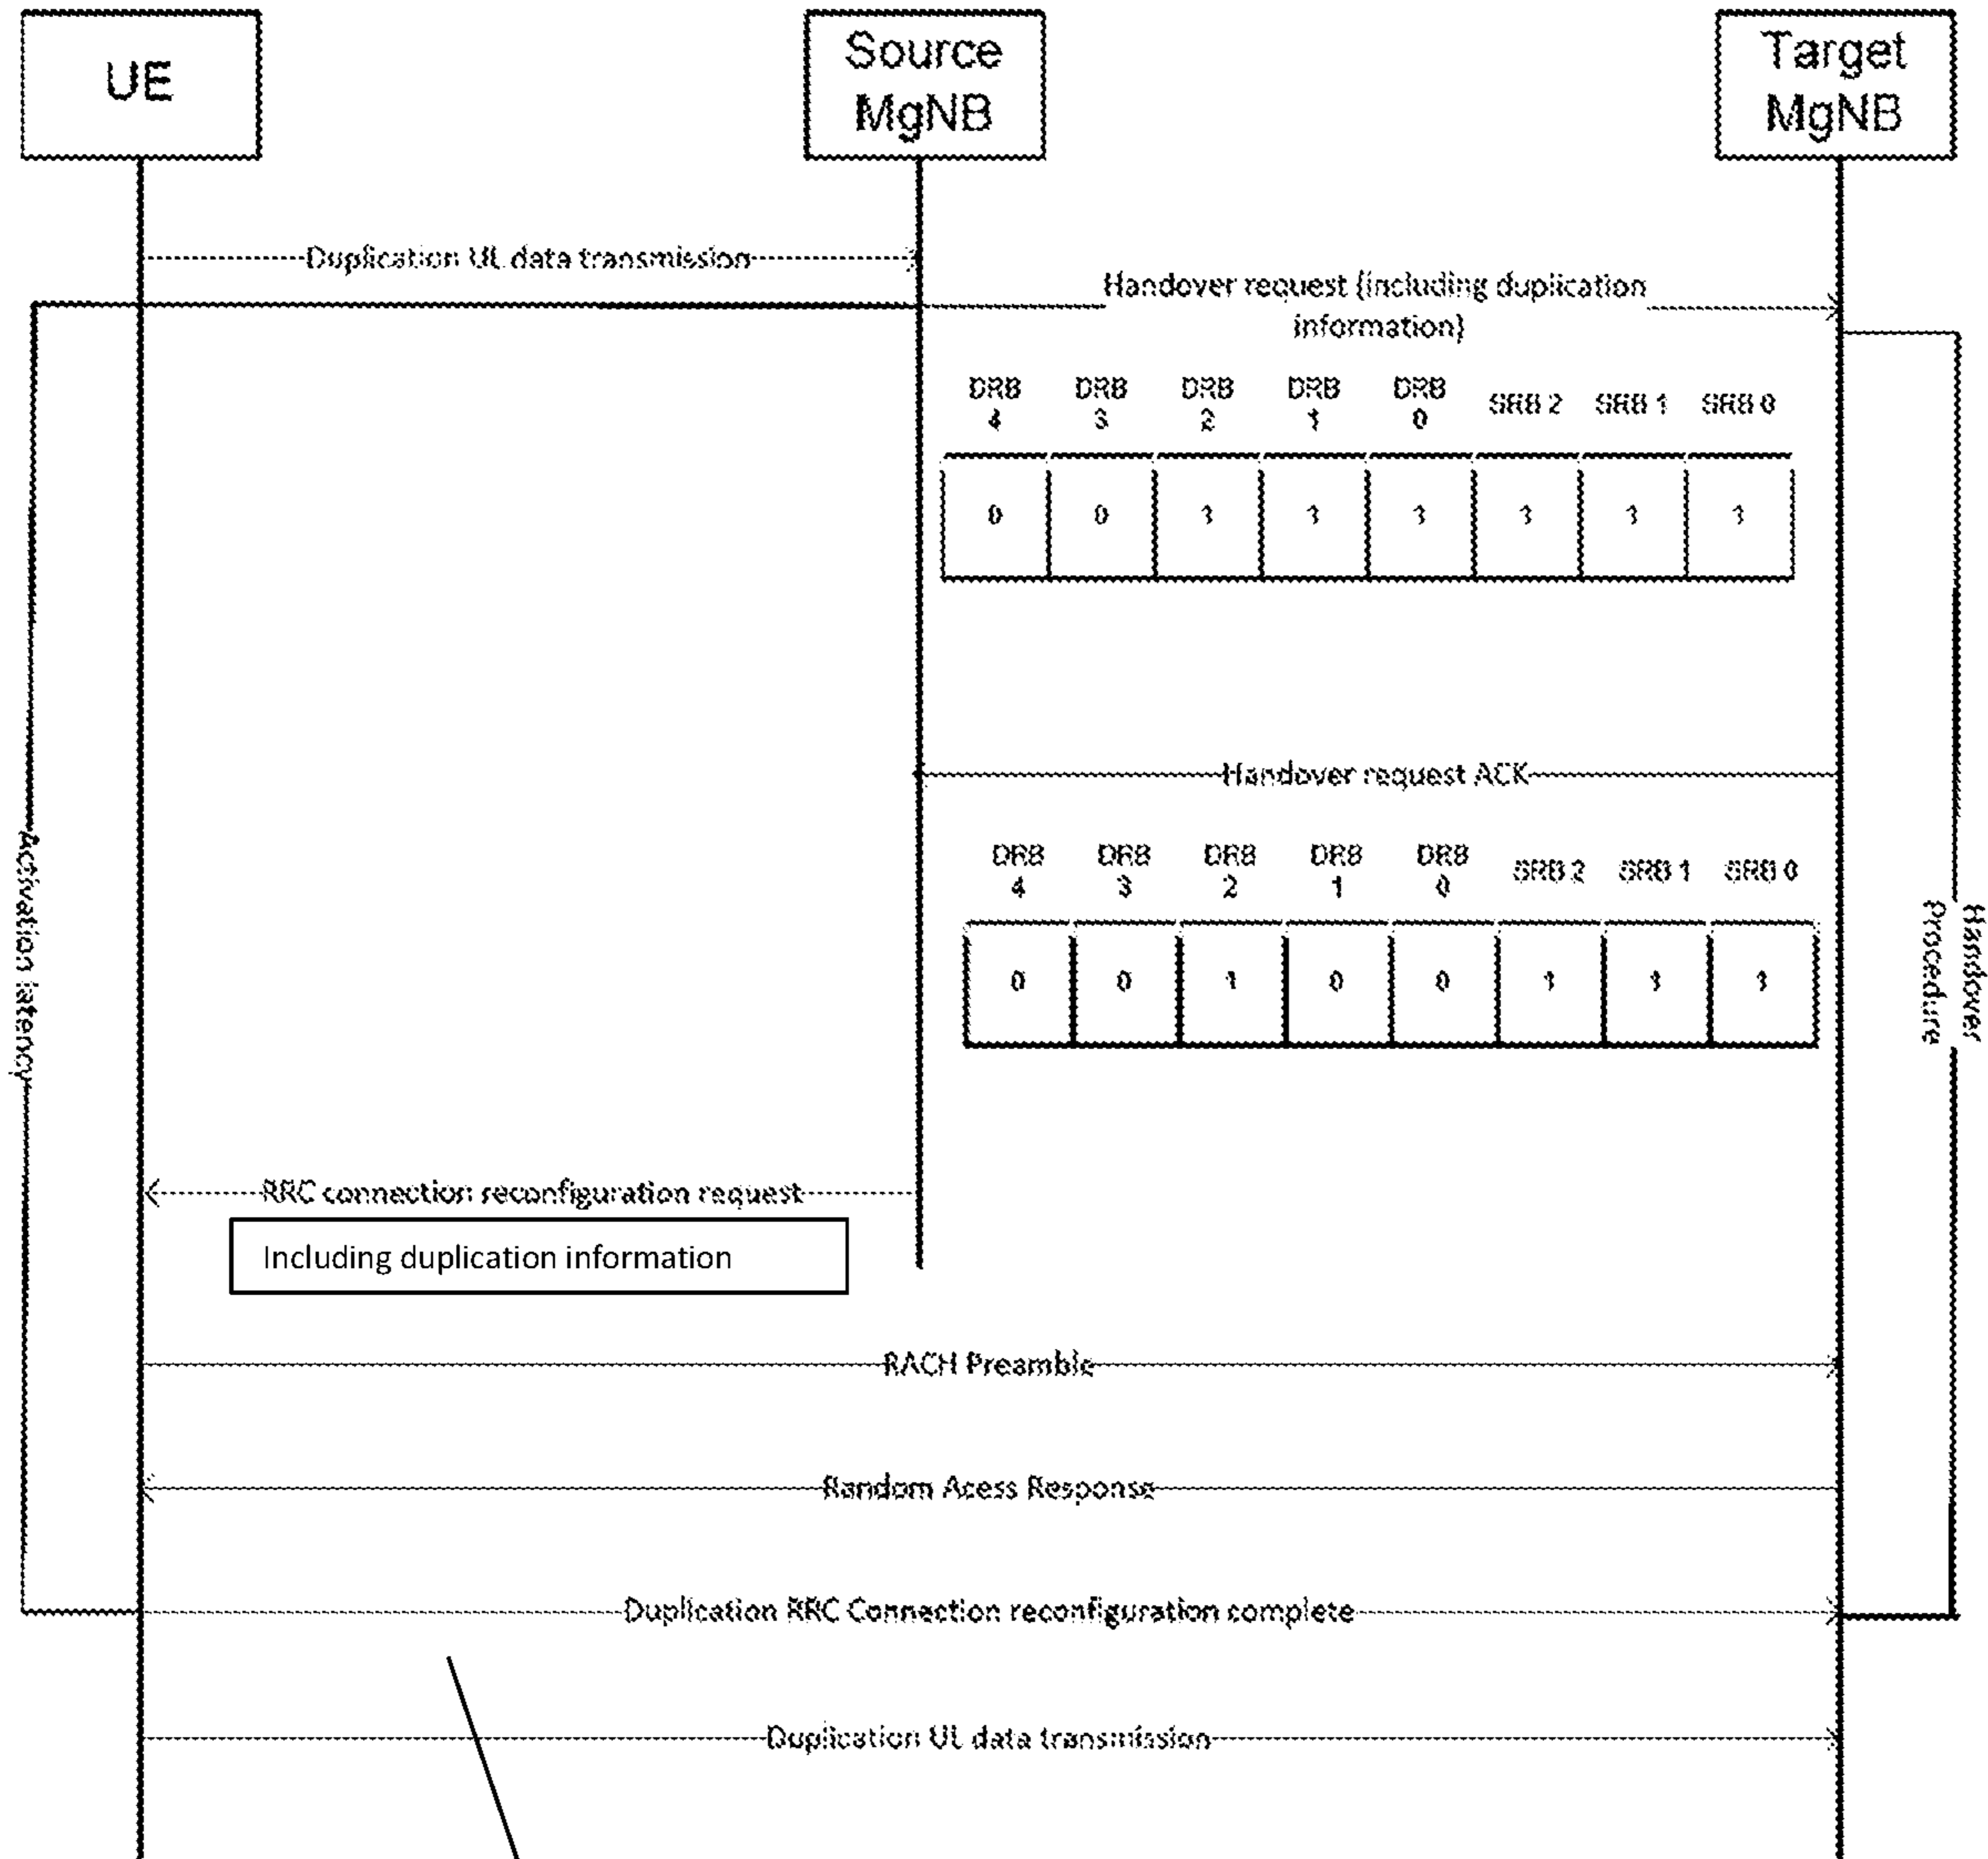 UE
Source
MgNB
Target
MgNB
Duplication UL data transmission
Handover request (including duplication
information)
DRB 4 DRB 3 DRB 2 DRB 1 DRB 0 SRB 2 SRB 1 SRB 0
0 0 1 1 1 1 1 1
Handover request ACK
DRB 4 DRB 3 DRB 2 DRB 1 DRB 0 SRB 2 SRB 1 SRB 0
0 0 1 0 0 1 1 1
Activation latency
Handover
Procedure
RRC connection reconfiguration request
Including duplication information
RACH Preamble
Random Acess Response
Duplication RRC Connection reconfiguration complete
Duplication UL data transmission